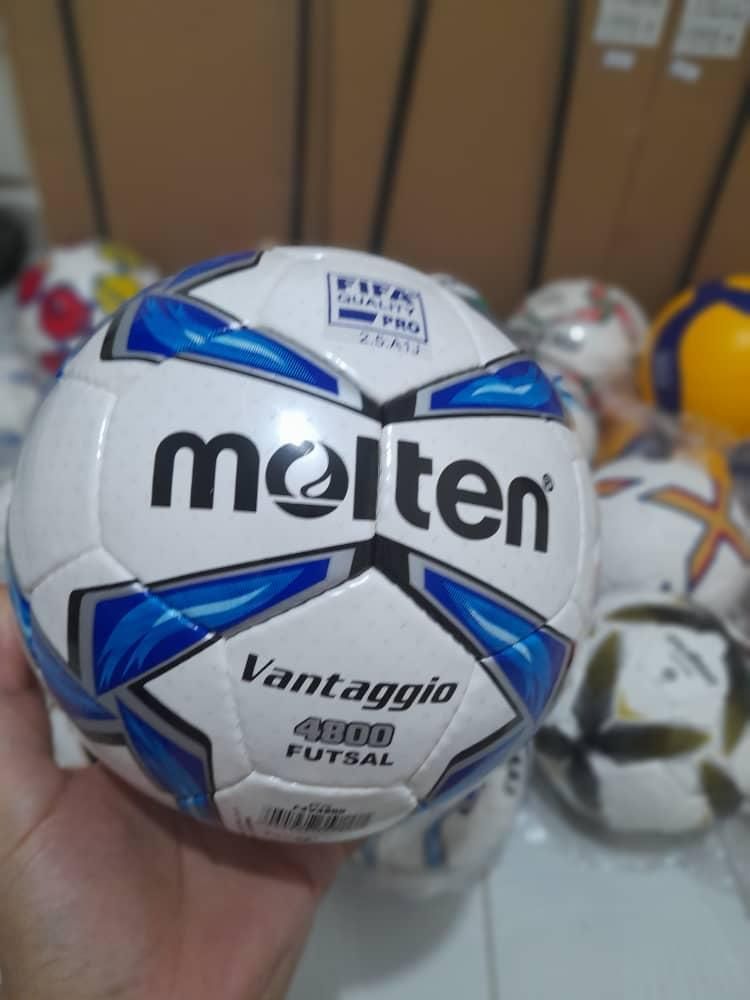 FIFA
QUALITY
PRO
molten®
Vantaggio
4800
FUTSAL